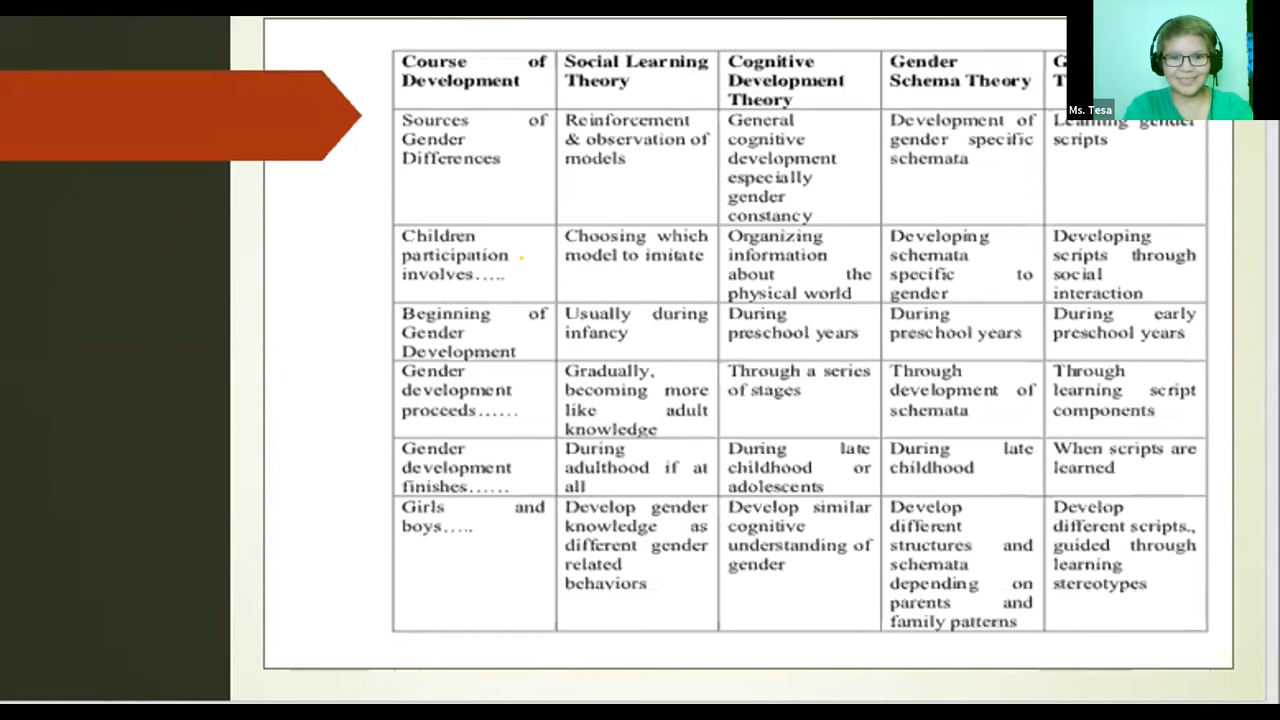 Course of
Development
Social Learning
Theory
Cognitive
Development
Theory
Gender
Schema Theory
Ms. Tesa
Sources of
Gender
Differences
Reinforcement
& observation of
models
General
cognitive
development
especially
gender
constancy
Development of
gender specific
schemata
Learning gender
scripts
Children
participation
involves.....
Choosing which
model to imitate
Organizing
information
about the
physical world
Developing
schemata
specific to
gender
Developing
scripts through
social
interaction
Beginning of
Gender
Development
Usually during
infancy
During
preschool years
During
preschool years
During early
preschool years
Gender
development
proceeds......
Gradually,
becoming more
like adult
knowledge
Through a series
of stages
Through
development of
schemata
Through
learning script
components
Gender
development
finishes......
During
adulthood if at
all
During late
childhood or
adolescents
During late
childhood
When scripts are
learned
Girls and
boys.....
Develop gender
knowledge as
different gender
related
behaviors
Develop similar
cognitive
understanding of
gender
Develop
different
structures and
schemata
depending on
parents and
family patterns
Develop
different scripts.,
guided through
learning
stereotypes